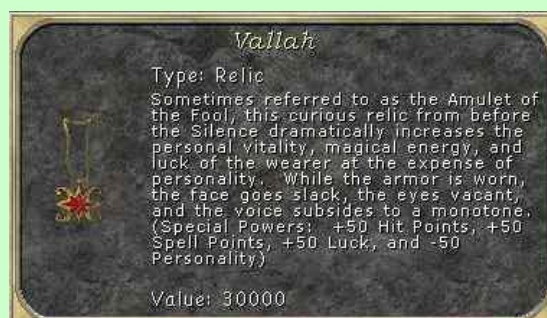 Vallah
Type: Relic
Sometimes referred to as the Amulet of
the Fool, this curious relic from before
the Silence dramatically increases the
personal vitality, magical energy, and
luck of the wearer at the expense of
personality. While the armor is worn,
the face goes slack, the eyes vacant,
and the voice subsides to a monotone.
(Special Powers: +50 Hit Points, +50
Spell Points, +50 Luck, and -50
Personality)
Value: 30000